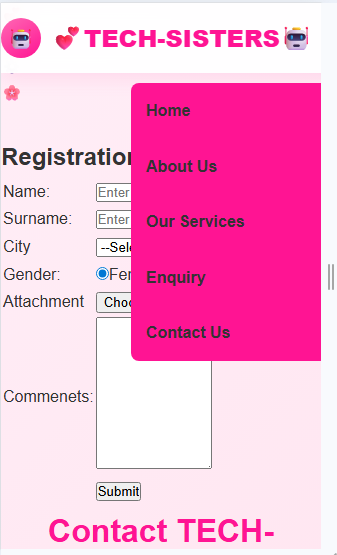 💕 TECH-SISTERS🤖
Home
Registration
About Us
Name: Enter
Surname: Enter
Our Services
City --Sele
Gender: Fer
Enquiry
Attachment Choo
Contact Us
Commenets:
Submit
Contact TECH-